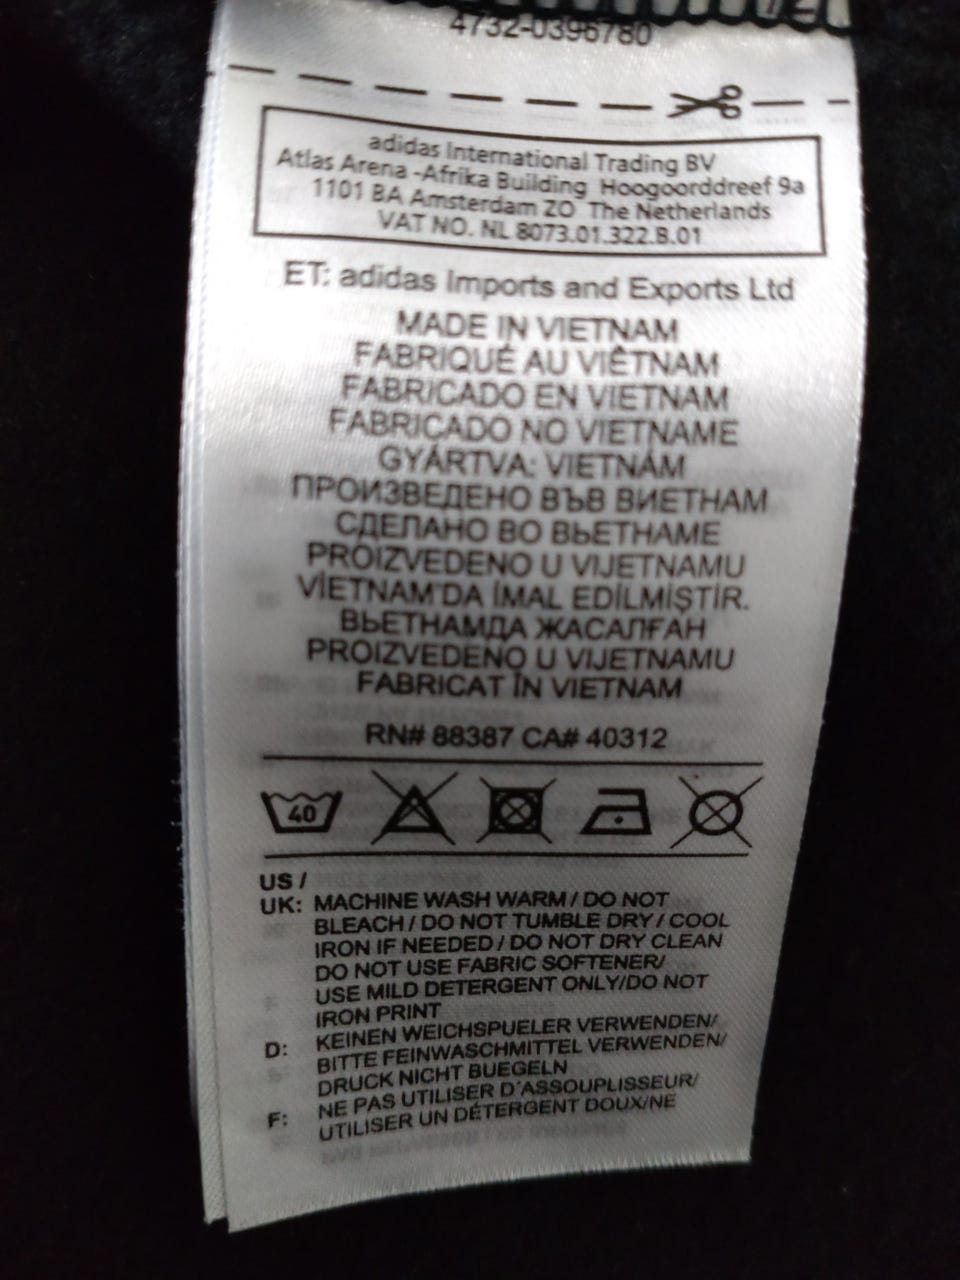 4732-0396780
adidas International Trading BV
Atlas Arena -Afrika Building Hoogoorddreef 9a
1101 BA Amsterdam ZO The Netherlands
VAT NO. NL 8073.01.322.B.01
ET: adidas Imports and Exports Ltd
MADE IN VIETNAM
FABRIQUÉ AU VIÊTNAM
FABRICADO EN VIETNAM
FABRICADO NO VIETNAME
GYÁRTVA: VIETNÁM
ПРОИЗВЕДЕНО ВЪВ ВИЕТНАМ
СДЕЛАНО ВО ВЬЕТНАМЕ
PROIZVEDENO U VIJETNAMU
VİETNAM'DA İMAL EDİLMİŞTİR.
ВЬЕТНАМДА ЖАСАЛҒАН
PROIZVEDENO U VIJETNAMU
FABRICAT ÎN VIETNAM
RN# 88387 CA# 40312
40
US /
UK: MACHINE WASH WARM / DO NOT
BLEACH / DO NOT TUMBLE DRY / COOL
IRON IF NEEDED / DO NOT DRY CLEAN
DO NOT USE FABRIC SOFTENER/
USE MILD DETERGENT ONLY/DO NOT
IRON PRINT
D: KEINEN WEICHSPUELER VERWENDEN/
BITTE FEINWASCHMITTEL VERWENDEN/
DRUCK NICHT BUEGELN
F: NE PAS UTILISER D'ASSOUPLISSEUR/
UTILISER UN DÉTERGENT DOUX/NE